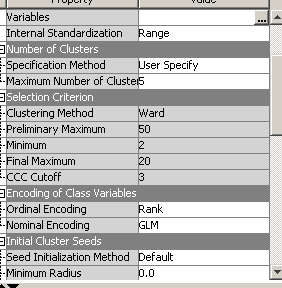 Property Value
Variables ...
Internal Standardization Range
Number of Clusters
Specification Method User Specify
Maximum Number of Cluster 5
Selection Criterion
Clustering Method Ward
Preliminary Maximum 50
Minimum 2
Final Maximum 20
CCC Cutoff 3
Encoding of Class Variables
Ordinal Encoding Rank
Nominal Encoding GLM
Initial Cluster Seeds
Seed Initialization Method Default
Minimum Radius 0.0